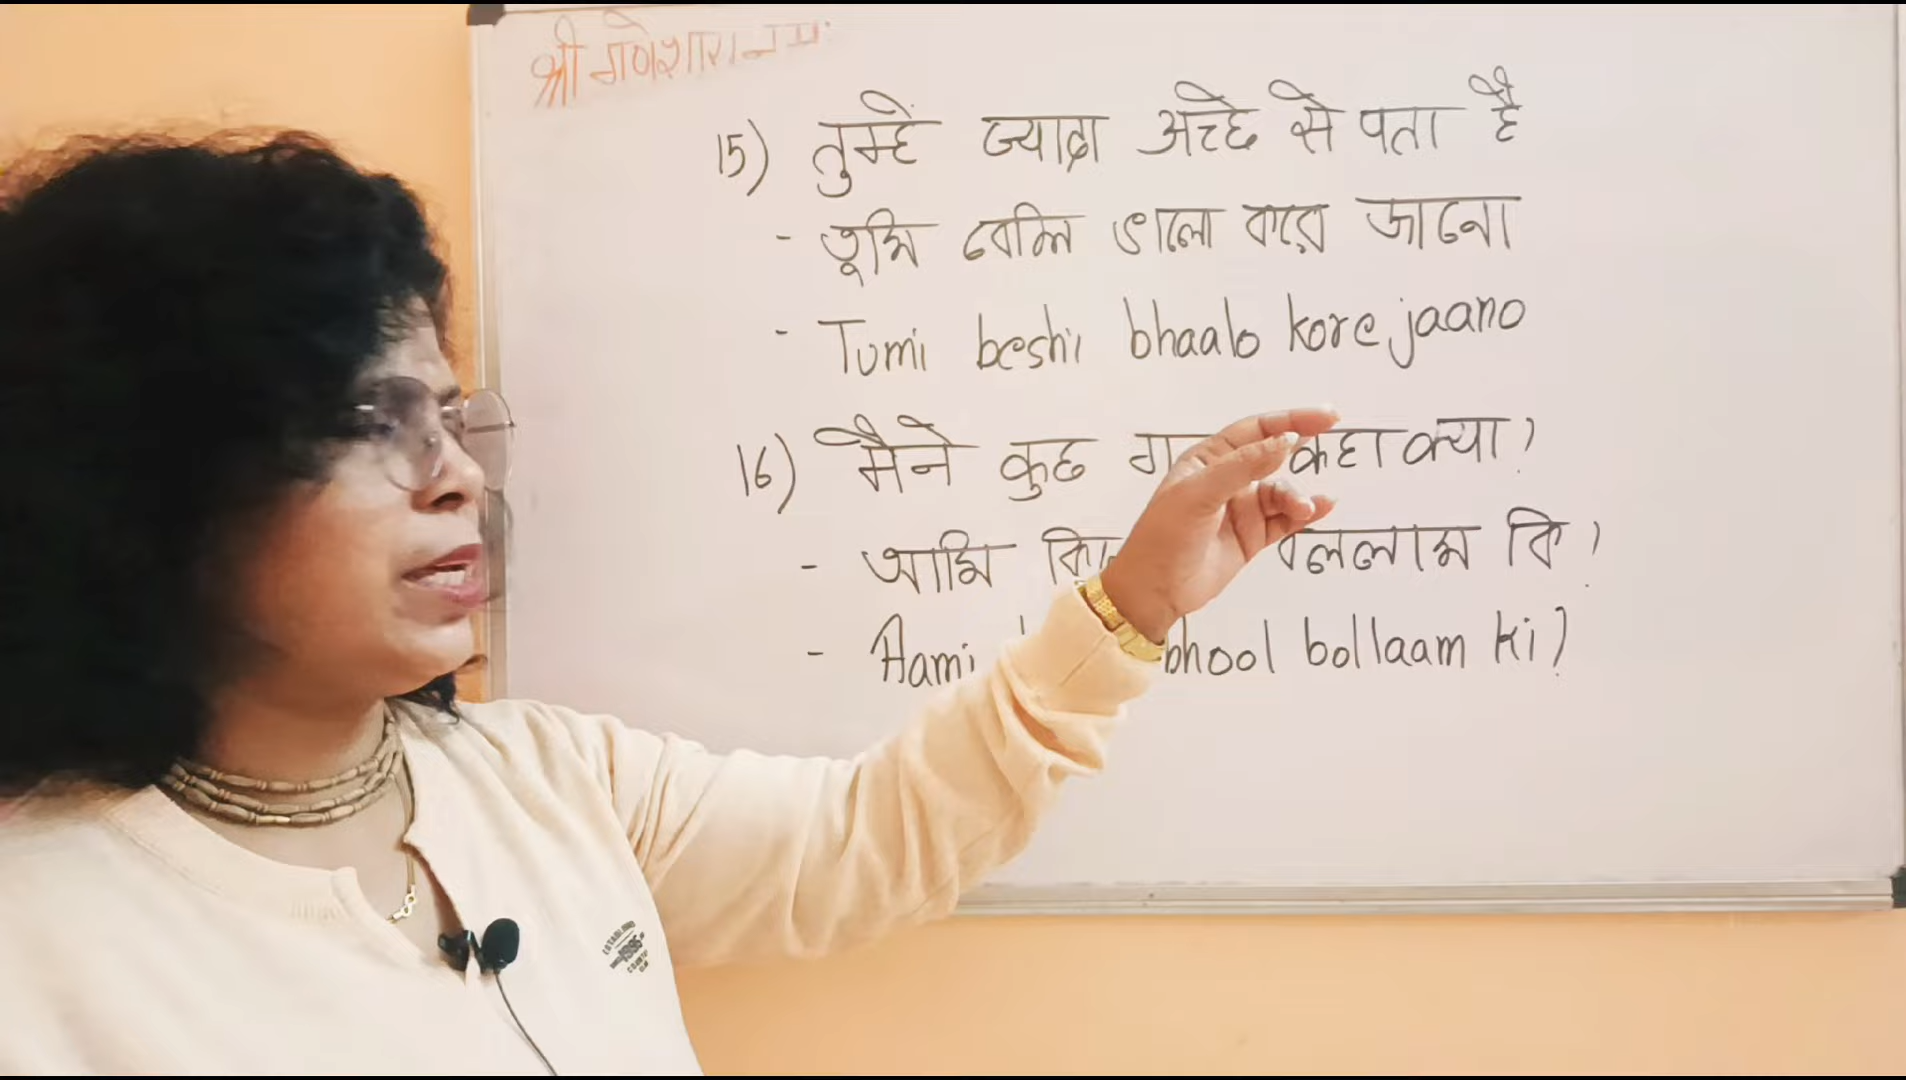 श्री गणेशाय नमः
15) तुम्हे ज्यादा अच्छे से पता है
- তুমি বেশি ভালো করে জানো
- Tumi beshi bhaalo kore jaano
16) मैने कुछ कहा क्या?
- আমি বললাম কি?
- Aami bhool bollaam ki?